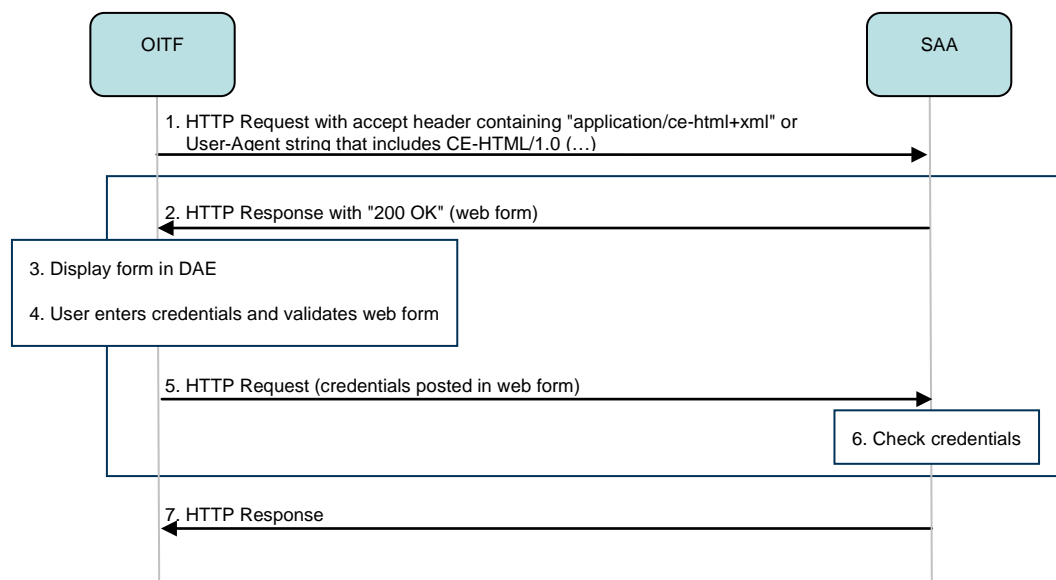 OITF
SAA
1. HTTP Request with accept header containing "application/ce-html+xml" or
User-Agent string that includes CE-HTML/1.0 (…)
2. HTTP Response with "200 OK" (web form)
3. Display form in DAE
4. User enters credentials and validates web form
5. HTTP Request (credentials posted in web form)
6. Check credentials
7. HTTP Response